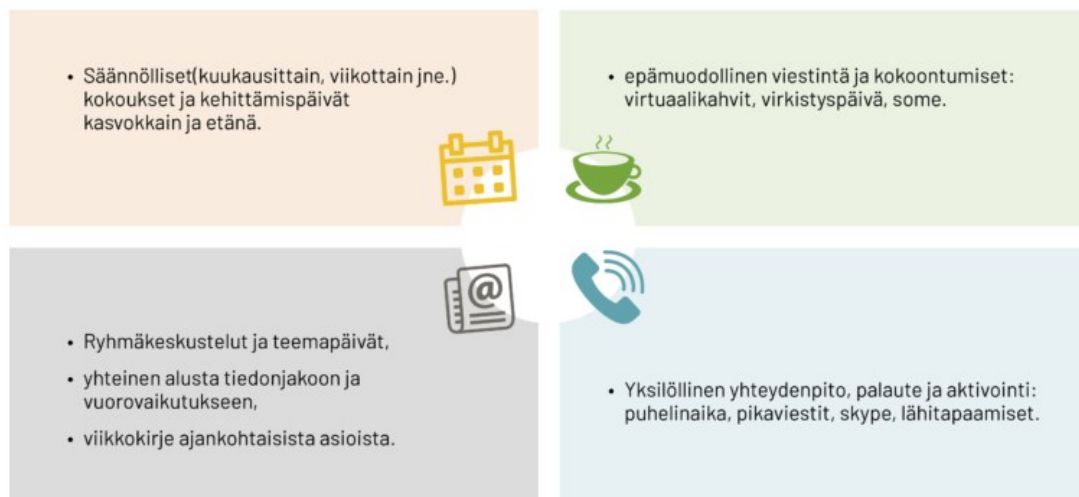 • Säännölliset(kuukausittain, viikottain jne.)
kokoukset ja kehittämispäivät
kasvokkain ja etänä.
• epämuodollinen viestintä ja kokoontumiset:
virtuaalikahvit, virkistyspäivä, some.
• Ryhmäkeskustelut ja teemapäivät,
• yhteinen alusta tiedonjakoon ja
vuorovaikutukseen,
• viikkokirje ajankohtaisista asioista.
• Yksilöllinen yhteydenpito, palaute ja aktivointi:
puhelinaika, pikaviestit, skype, lähitapaamiset.